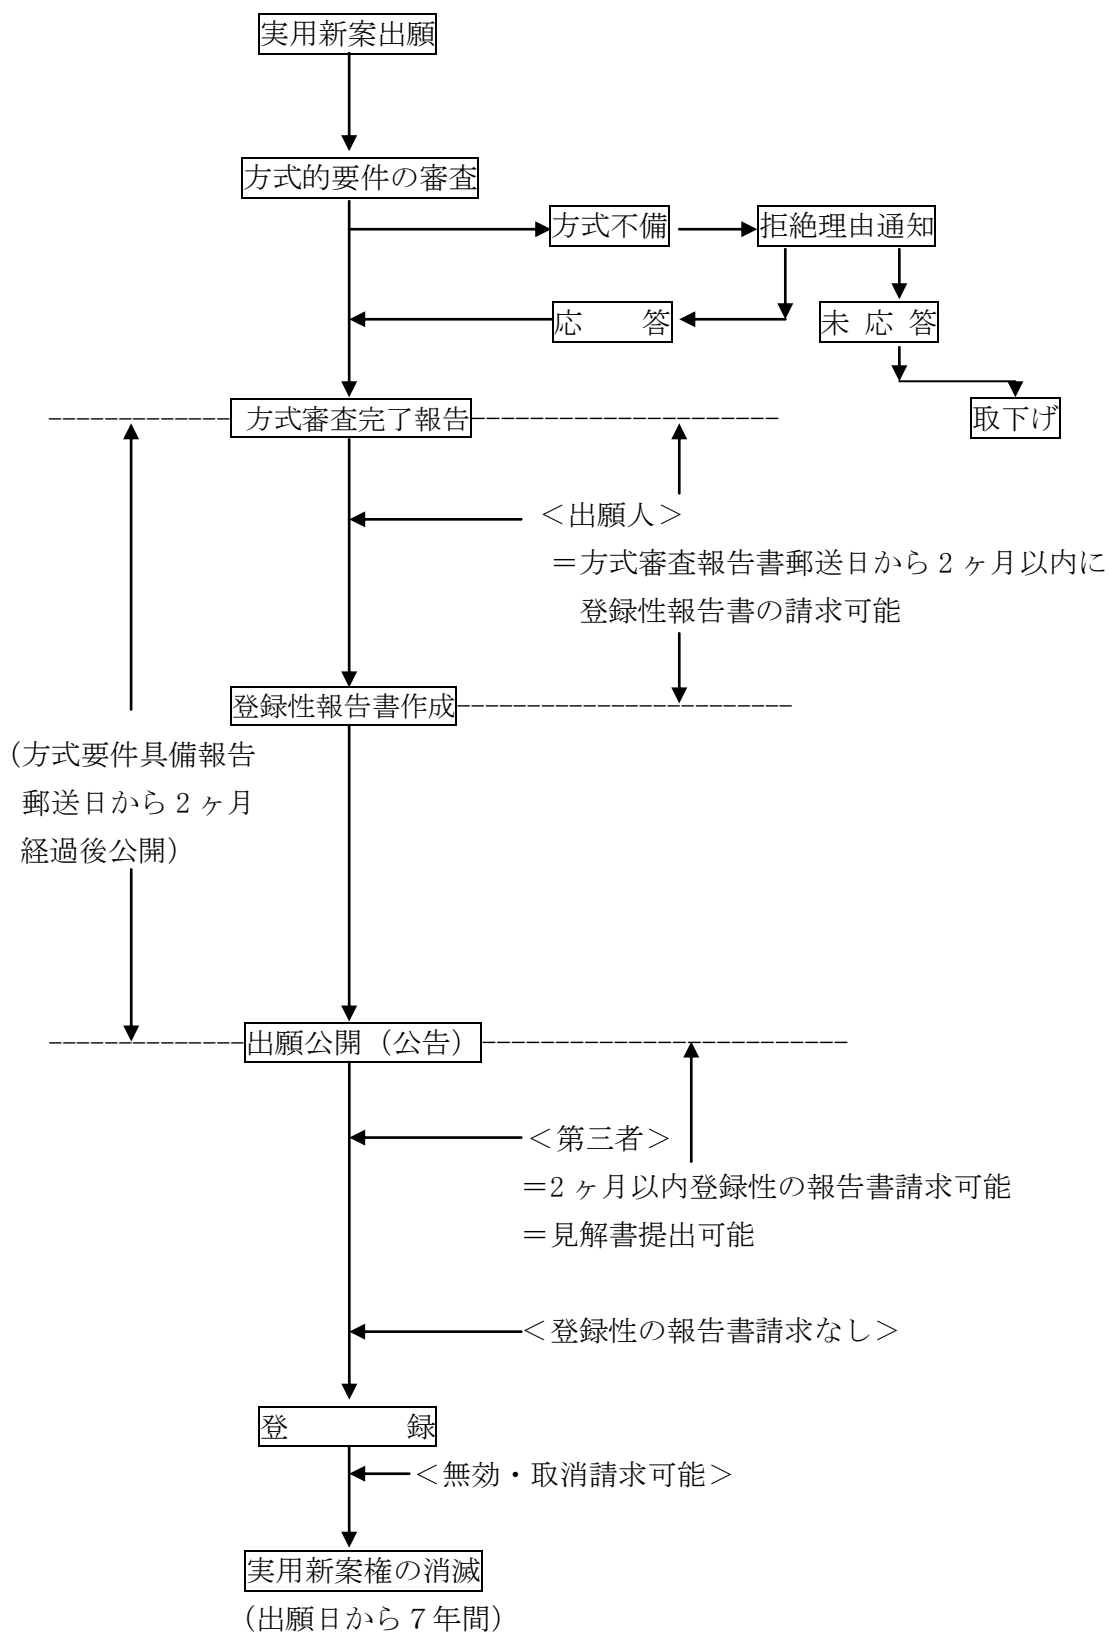 実用新案出願
方式的要件の審査
方式不備
拒絶理由通知
応　　答
未 応 答
方式審査完了報告
取下げ
＜出願人＞
＝方式審査報告書郵送日から２ヶ月以内に
登録性報告書の請求可能
登録性報告書作成
（方式要件具備報告
郵送日から２ヶ月
経過後公開）
出願公開（公告）
＜第三者＞
＝2 ヶ月以内登録性の報告書請求可能
＝見解書提出可能
＜登録性の報告書請求なし＞
登　　　　録
＜無効・取消請求可能＞
実用新案権の消滅
（出願日から７年間）